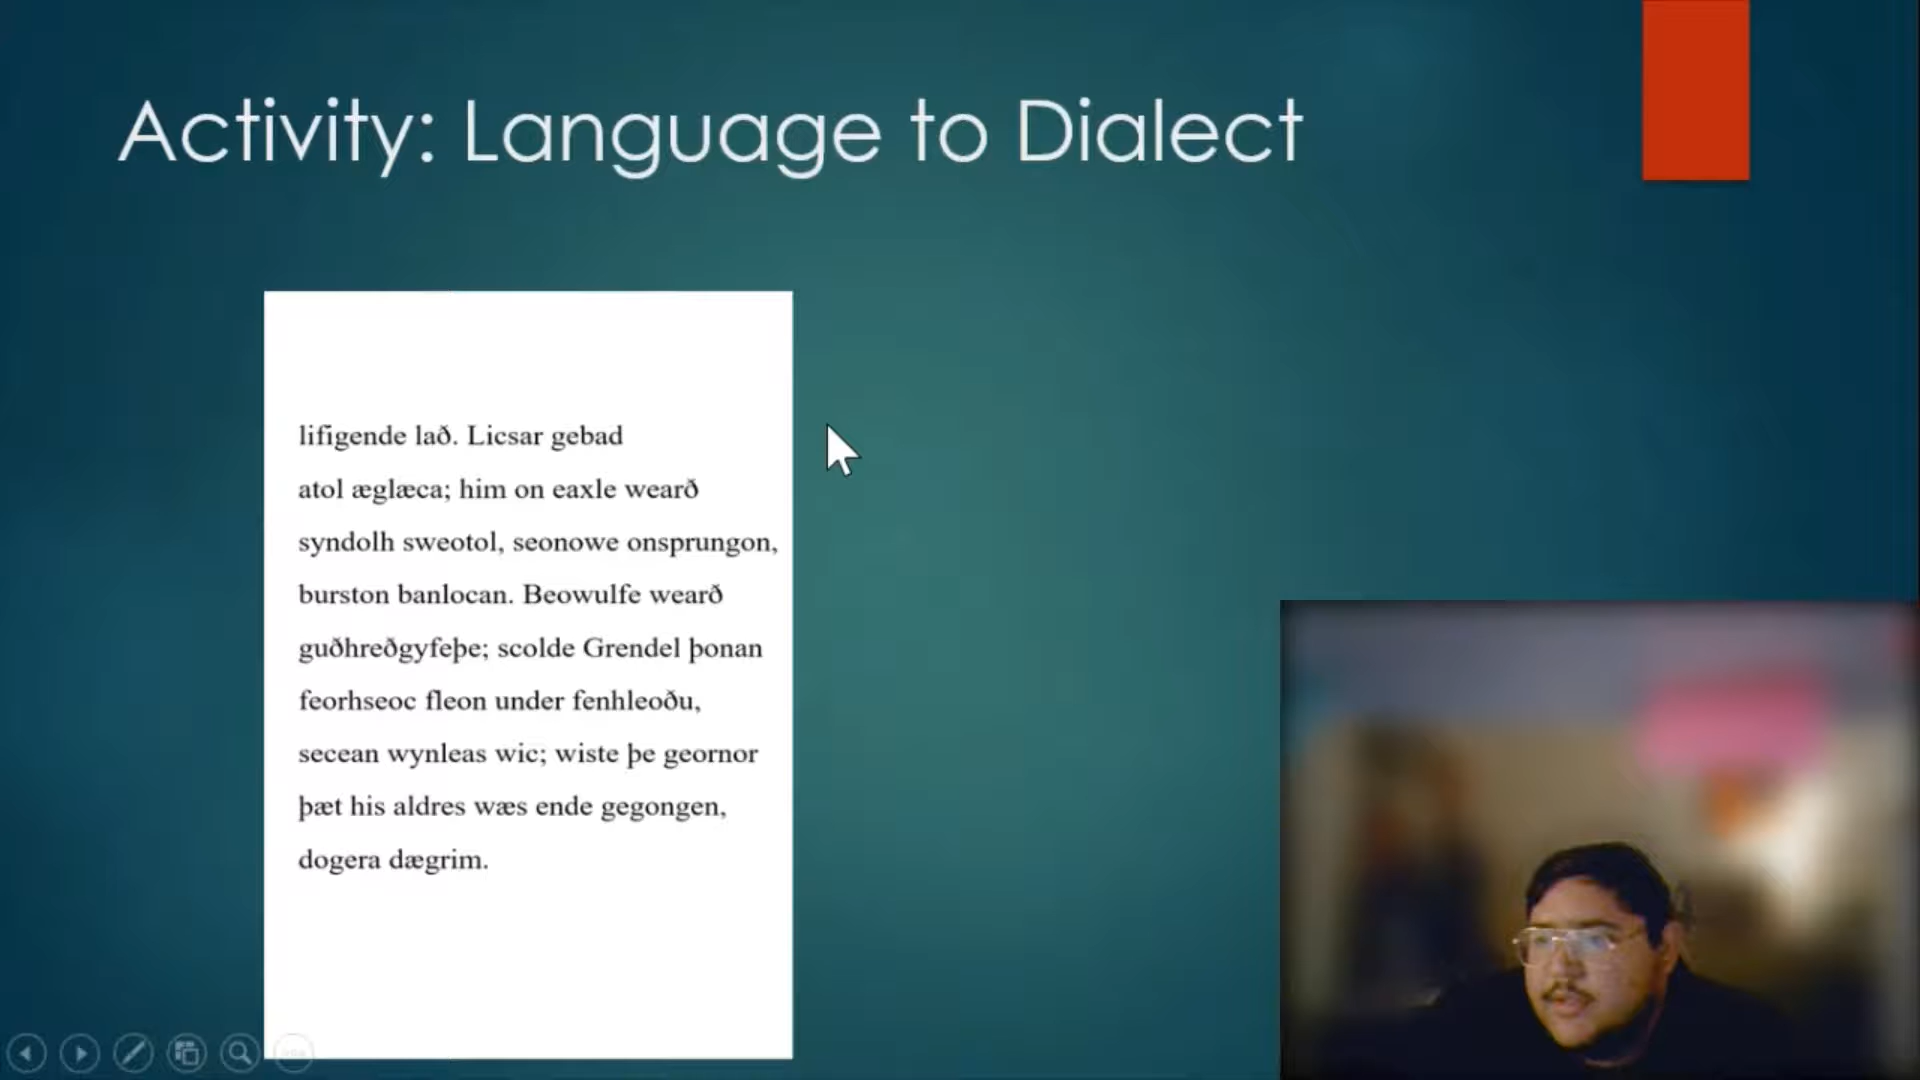 Activity: Language to Dialect
lifigende lað. Licsar gebad
atol æglæca; him on eaxle wearð
syndolh sweotol, seonowe onsprungon,
burston banlocan. Beowulfe wearð
guðhreðgyfeþe; scolde Grendel þonan
feorhseoc fleon under fenhleoðu,
secean wynleas wic; wiste þe geornor
þæt his aldres wæs ende gegongen,
dogera dægrim.